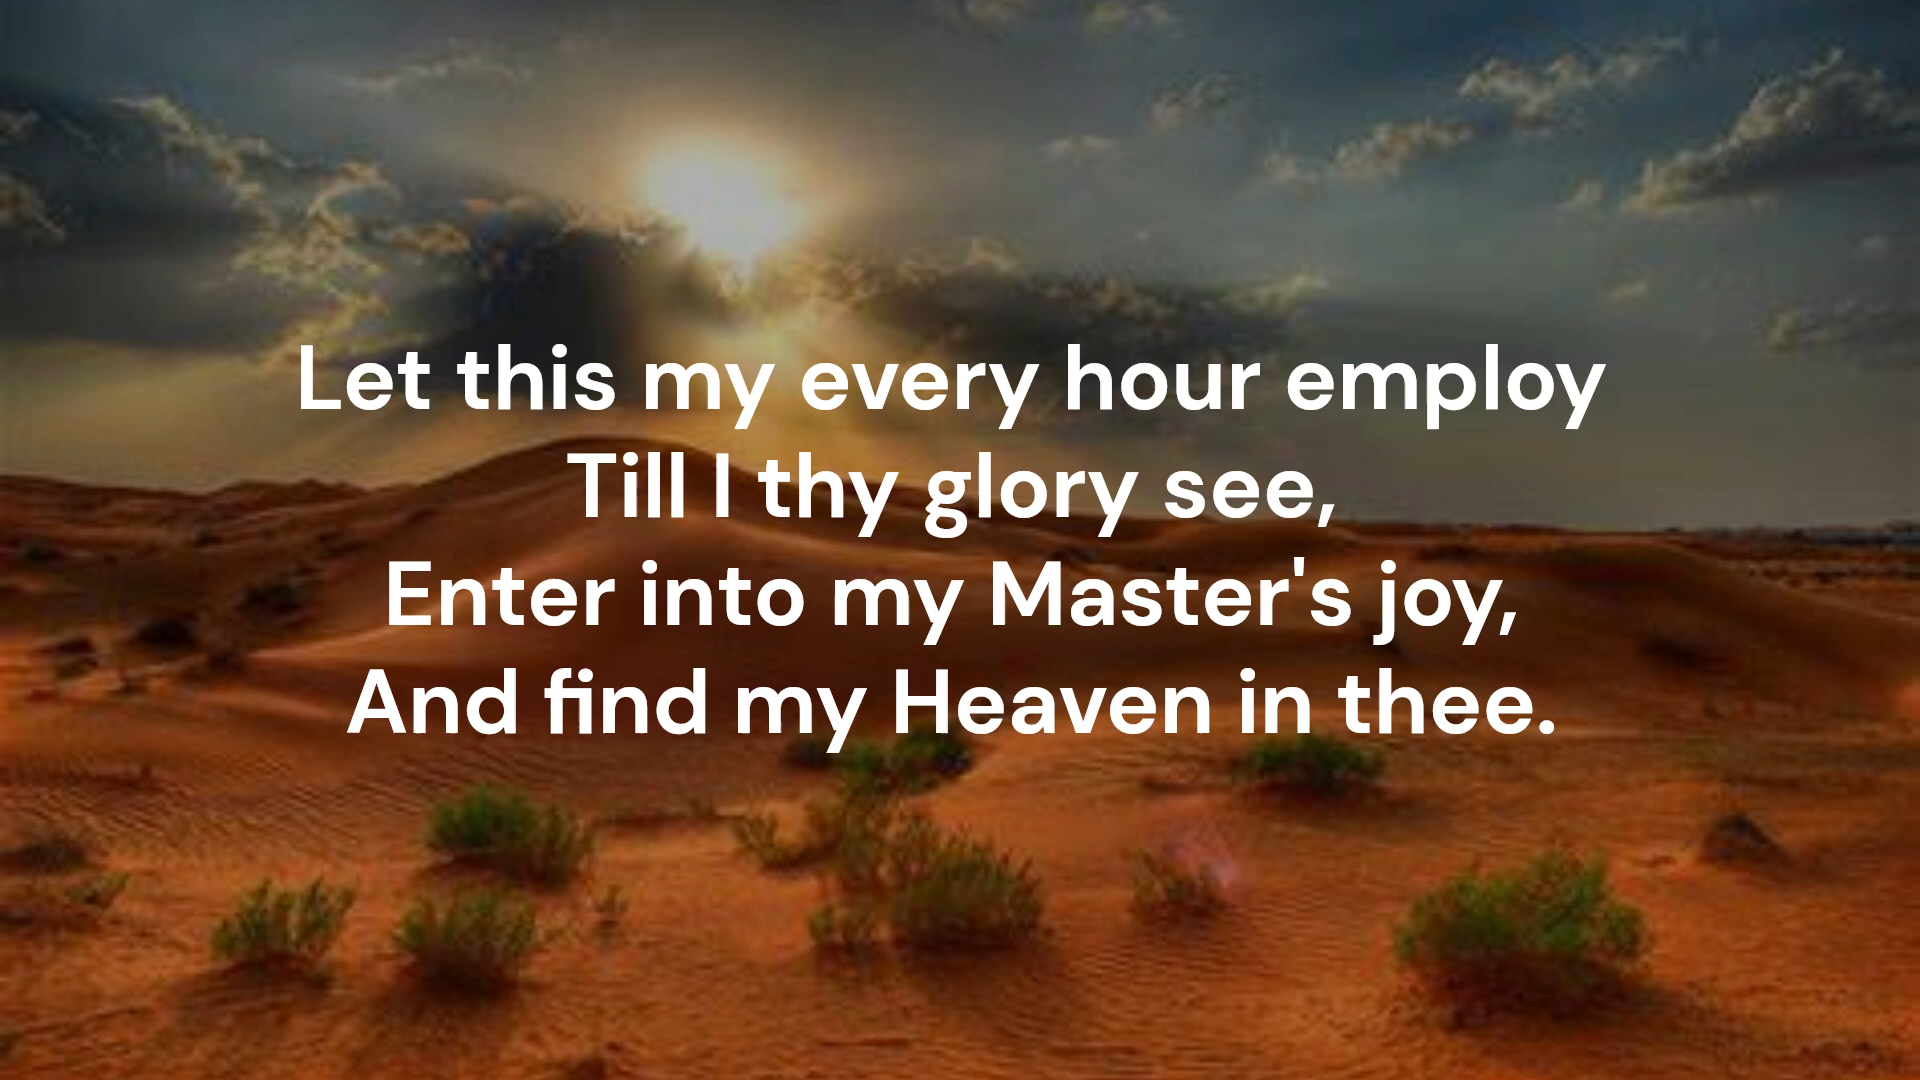 Let this my every hour employ
Till I thy glory see,
Enter into my Master's joy,
And find my Heaven in thee.